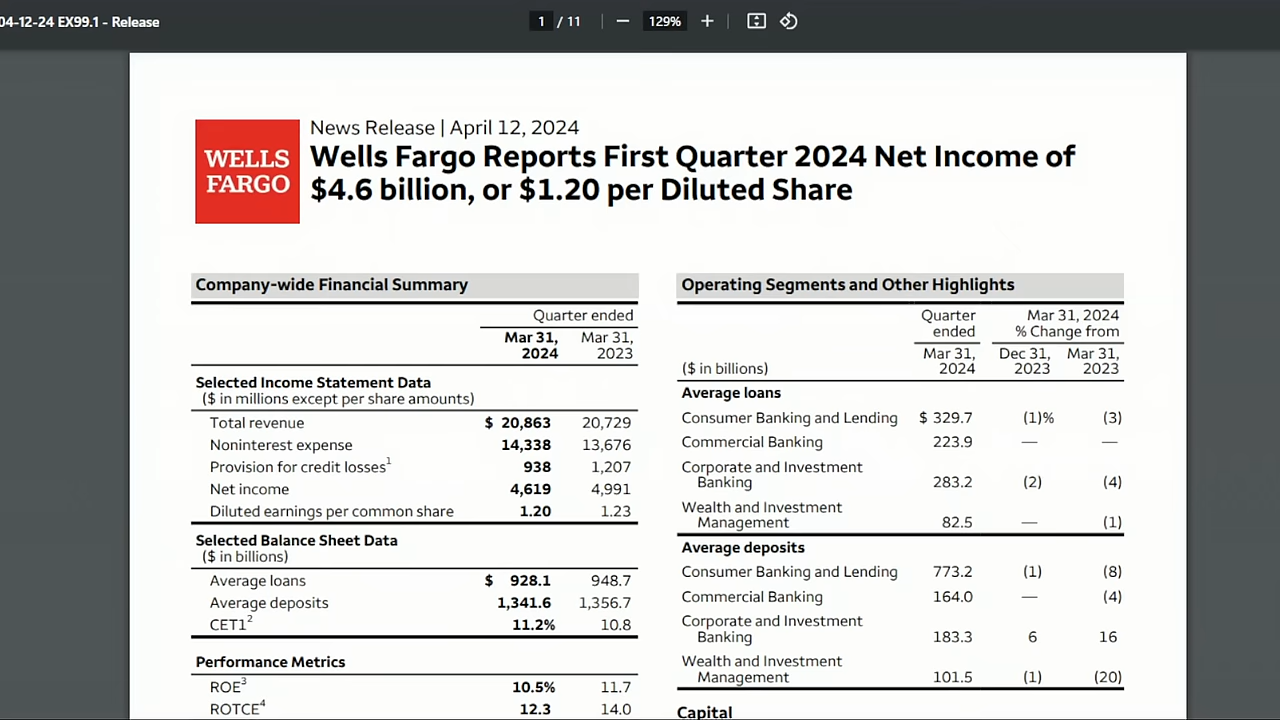 04-12-24 EX99.1 - Release
1 / 11
129%
WELLS
FARGO
News Release | April 12, 2024
Wells Fargo Reports First Quarter 2024 Net Income of
$4.6 billion, or $1.20 per Diluted Share
Company-wide Financial Summary
Quarter ended
Mar 31, 2024 Mar 31, 2023
Selected Income Statement Data
($ in millions except per share amounts)
Total revenue $ 20,863 20,729
Noninterest expense 14,338 13,676
Provision for credit losses1 938 1,207
Net income 4,619 4,991
Diluted earnings per common share 1.20 1.23
Selected Balance Sheet Data
($ in billions)
Average loans $ 928.1 948.7
Average deposits 1,341.6 1,356.7
CET12 11.2% 10.8
Performance Metrics
ROE3 10.5% 11.7
ROTCE4 12.3 14.0
Operating Segments and Other Highlights
Quarter ended Mar 31, 2024 % Change from
($ in billions) Mar 31, 2024 Dec 31, 2023 Mar 31, 2023
Average loans
Consumer Banking and Lending $ 329.7 (1)% (3)
Commercial Banking 223.9 — —
Corporate and Investment
Banking 283.2 (2) (4)
Wealth and Investment
Management 82.5 — (1)
Average deposits
Consumer Banking and Lending 773.2 (1) (8)
Commercial Banking 164.0 — (4)
Corporate and Investment
Banking 183.3 6 16
Wealth and Investment
Management 101.5 (1) (20)
Capital